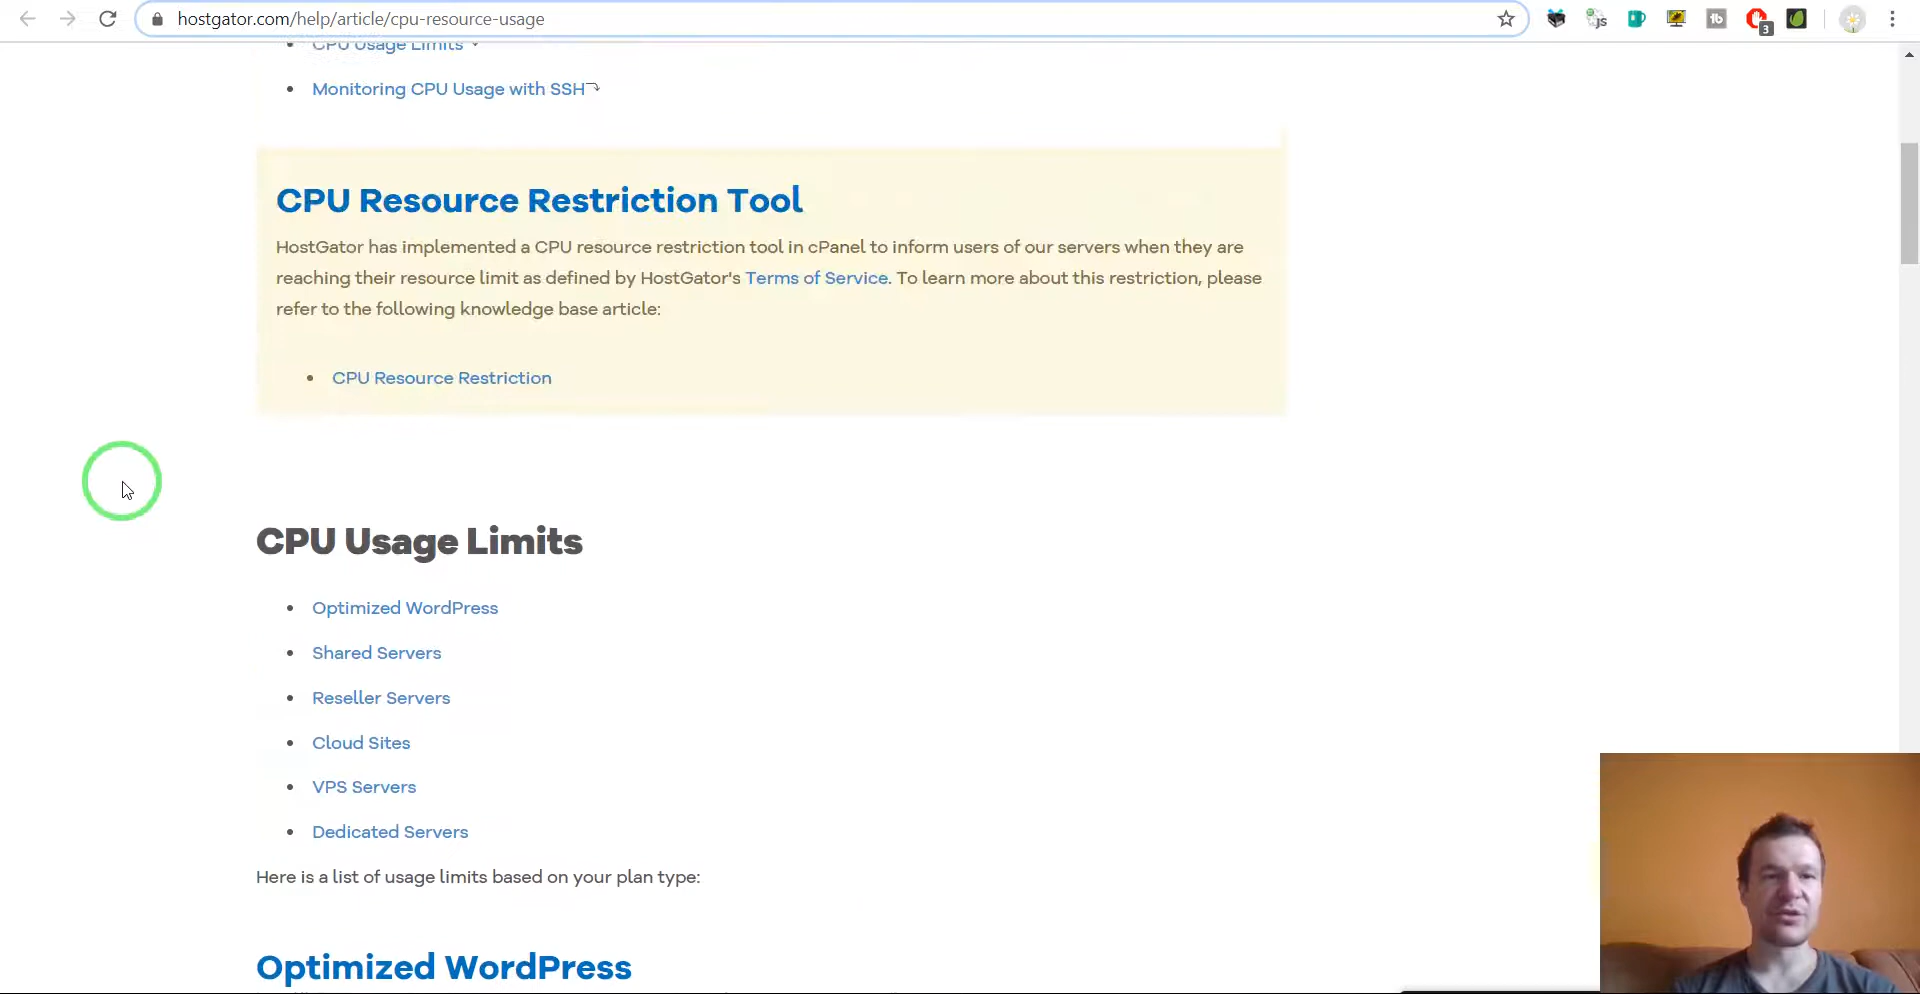 hostgator.com/help/article/cpu-resource-usage
js
tb
3
CPU Usage Limits
Monitoring CPU Usage with SSH
CPU Resource Restriction Tool
HostGator has implemented a CPU resource restriction tool in cPanel to inform users of our servers when they are
reaching their resource limit as defined by HostGator's Terms of Service. To learn more about this restriction, please
refer to the following knowledge base article:
CPU Resource Restriction
CPU Usage Limits
Optimized WordPress
Shared Servers
Reseller Servers
Cloud Sites
VPS Servers
Dedicated Servers
Here is a list of usage limits based on your plan type:
Optimized WordPress